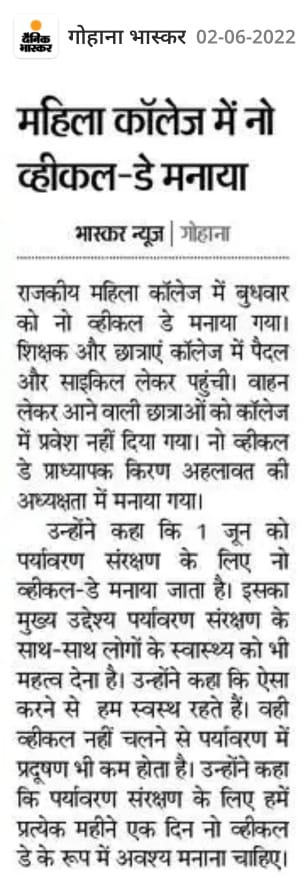 दैनिक
भास्कर
गोहाना भास्कर 02-06-2022
महिला कॉलेज में नो
व्हीकल-डे मनाया
भास्कर न्यूज | गोहाना
राजकीय महिला कॉलेज में बुधवार
को नो व्हीकल डे मनाया गया।
शिक्षक और छात्राएं कॉलेज में पैदल
और साइकिल लेकर पहुंची। वाहन
लेकर आने वाली छात्राओं को कॉलेज
में प्रवेश नहीं दिया गया। नो व्हीकल
डे प्राध्यापक किरण अहलावत की
अध्यक्षता में मनाया गया।
उन्होंने कहा कि 1 जून को
पर्यावरण संरक्षण के लिए नो
व्हीकल-डे मनाया जाता है। इसका
मुख्य उद्देश्य पर्यावरण संरक्षण के
साथ-साथ लोगों के स्वास्थ्य को भी
महत्व देना है। उन्होंने कहा कि ऐसा
करने से हम स्वस्थ रहते हैं। वही
व्हीकल नहीं चलने से पर्यावरण में
प्रदूषण भी कम होता है। उन्होंने कहा
कि पर्यावरण संरक्षण के लिए हमें
प्रत्येक महीने एक दिन नो व्हीकल
डे के रूप में अवश्य मनाना चाहिए।